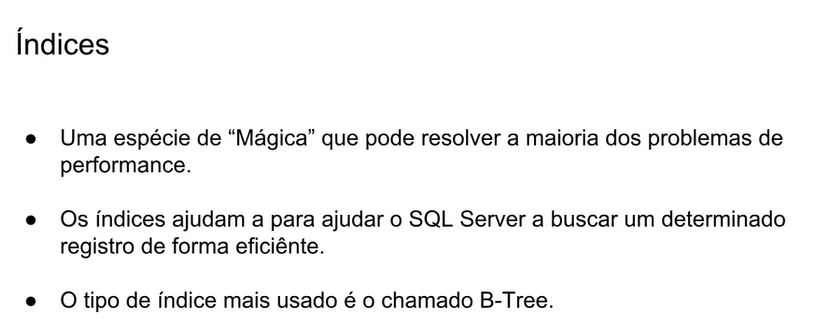 Índices
● Uma espécie de “Mágica” que pode resolver a maioria dos problemas de
performance.
● Os índices ajudam a para ajudar o SQL Server a buscar um determinado
registro de forma eficiênte.
● O tipo de índice mais usado é o chamado B-Tree.